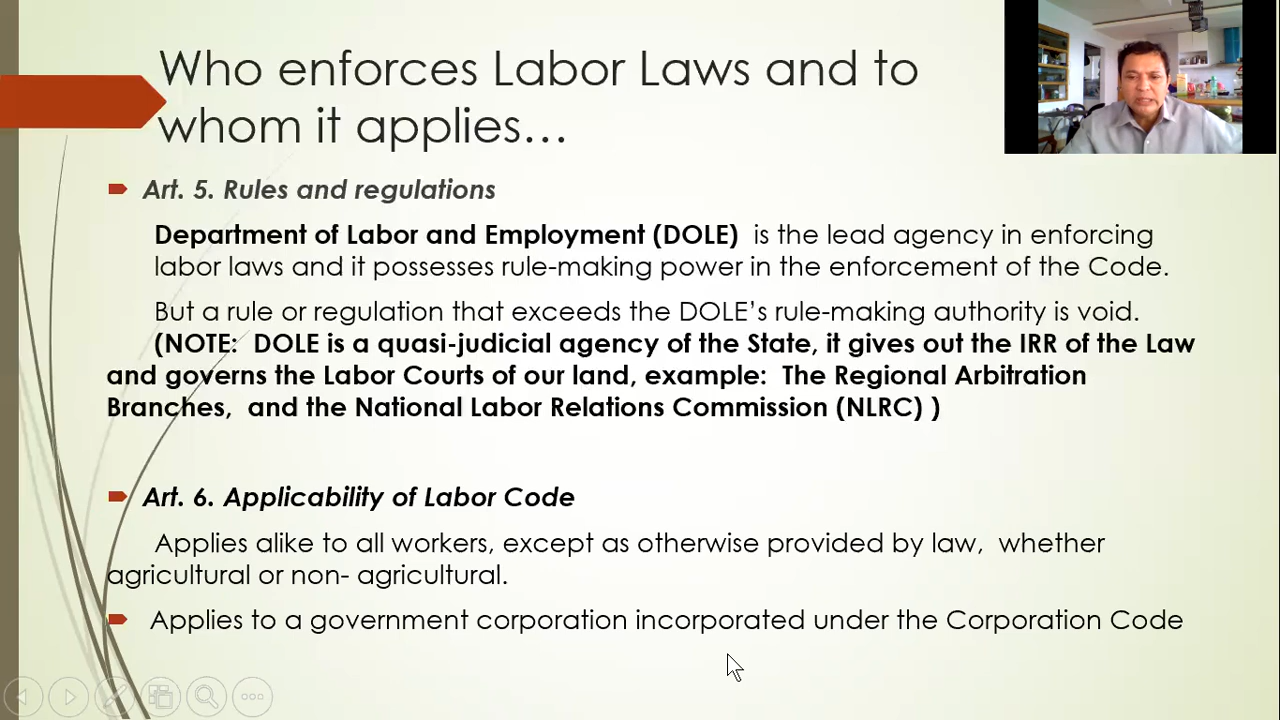 Who enforces Labor Laws and to
whom it applies…
Art. 5. Rules and regulations
Department of Labor and Employment (DOLE) is the lead agency in enforcing
labor laws and it possesses rule-making power in the enforcement of the Code.
But a rule or regulation that exceeds the DOLE’s rule-making authority is void.
(NOTE: DOLE is a quasi-judicial agency of the State, it gives out the IRR of the Law
and governs the Labor Courts of our land, example: The Regional Arbitration
Branches, and the National Labor Relations Commission (NLRC) )
Art. 6. Applicability of Labor Code
Applies alike to all workers, except as otherwise provided by law, whether
agricultural or non- agricultural.
Applies to a government corporation incorporated under the Corporation Code